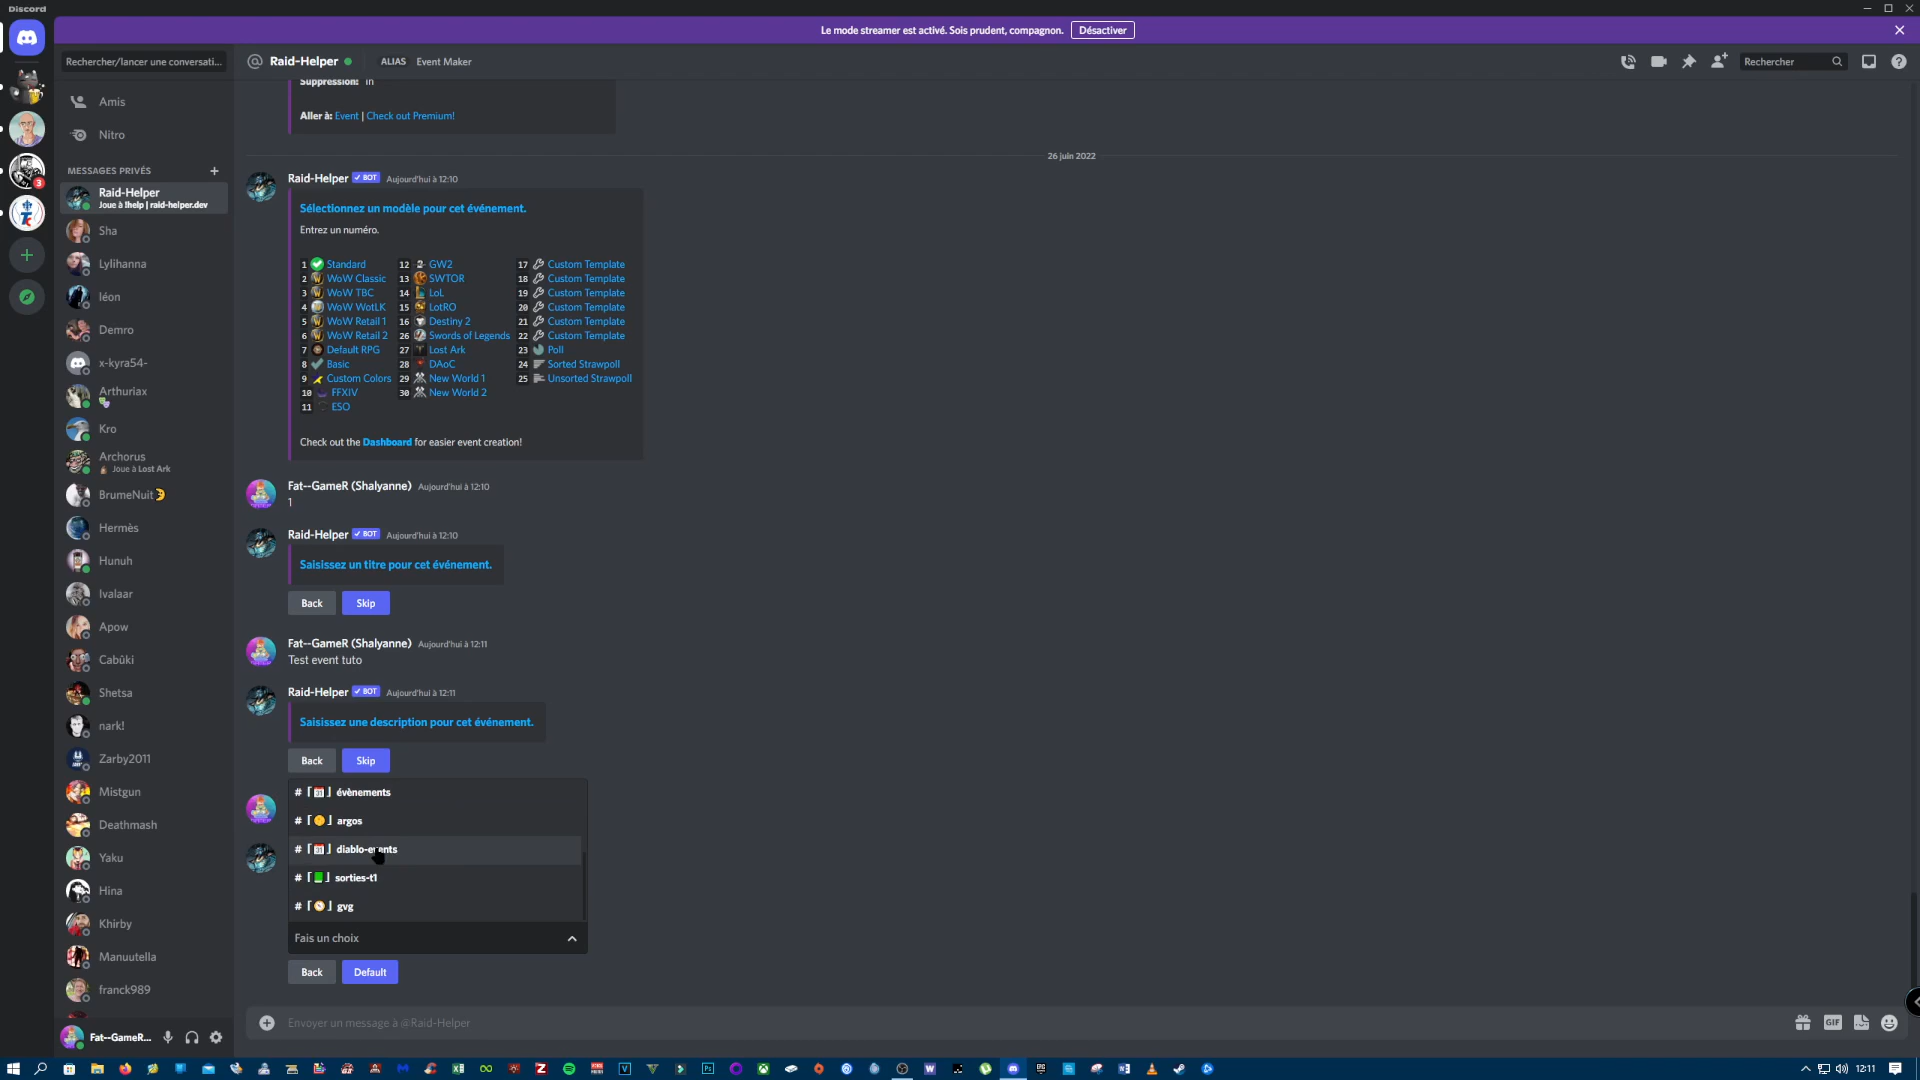 Discord
Le mode streamer est activé. Sois prudent, compagnon. Désactiver
Rechercher/lancer une conversati...
@ Raid-Helper ALIAS Event Maker
Rechercher
Amis
Nitro
MESSAGES PRIVÉS +
Raid-Helper
Joue à !help | raid-helper.dev
Sha
Lylihanna
léon
Demro
x-kyra54-
Arthuriax
Kro
Archorus
Joue à Lost Ark
BrumeNuit
Hermès
Hunuh
Ivalaar
Apow
Cabûki
Shetsa
nark!
Zarby2011
Mistgun
Deathmash
Yaku
Hina
Khirby
Manuutella
franck989
Fat--GameR...
3
Suppression: 1h
Aller à: Event | Check out Premium!
26 juin 2022
Raid-Helper BOT Aujourd'hui à 12:10
Sélectionnez un modèle pour cet événement.
Entrez un numéro.
1 Standard 12 GW2 17 Custom Template
2 WoW Classic 13 SWTOR 18 Custom Template
3 WoW TBC 14 LoL 19 Custom Template
4 WoW WotLK 15 LotRO 20 Custom Template
5 WoW Retail 1 16 Destiny 2 21 Custom Template
6 WoW Retail 2 26 Swords of Legends 22 Custom Template
7 Default RPG 27 Lost Ark 23 Poll
8 Basic 28 DAoC 24 Sorted Strawpoll
9 Custom Colors 29 New World 1 25 Unsorted Strawpoll
10 FFXIV 30 New World 2
11 ESO
Check out the Dashboard for easier event creation!
Fat--GameR (Shalyanne) Aujourd'hui à 12:10
1
Raid-Helper BOT Aujourd'hui à 12:10
Saisissez un titre pour cet événement.
Back Skip
Fat--GameR (Shalyanne) Aujourd'hui à 12:11
Test event tuto
Raid-Helper BOT Aujourd'hui à 12:11
Saisissez une description pour cet événement.
Back Skip
# évènements
# argos
# diablo-events
# sorties-t1
# gvg
Fais un choix
Back Default
Envoyer un message à @Raid-Helper
GIF
12:11